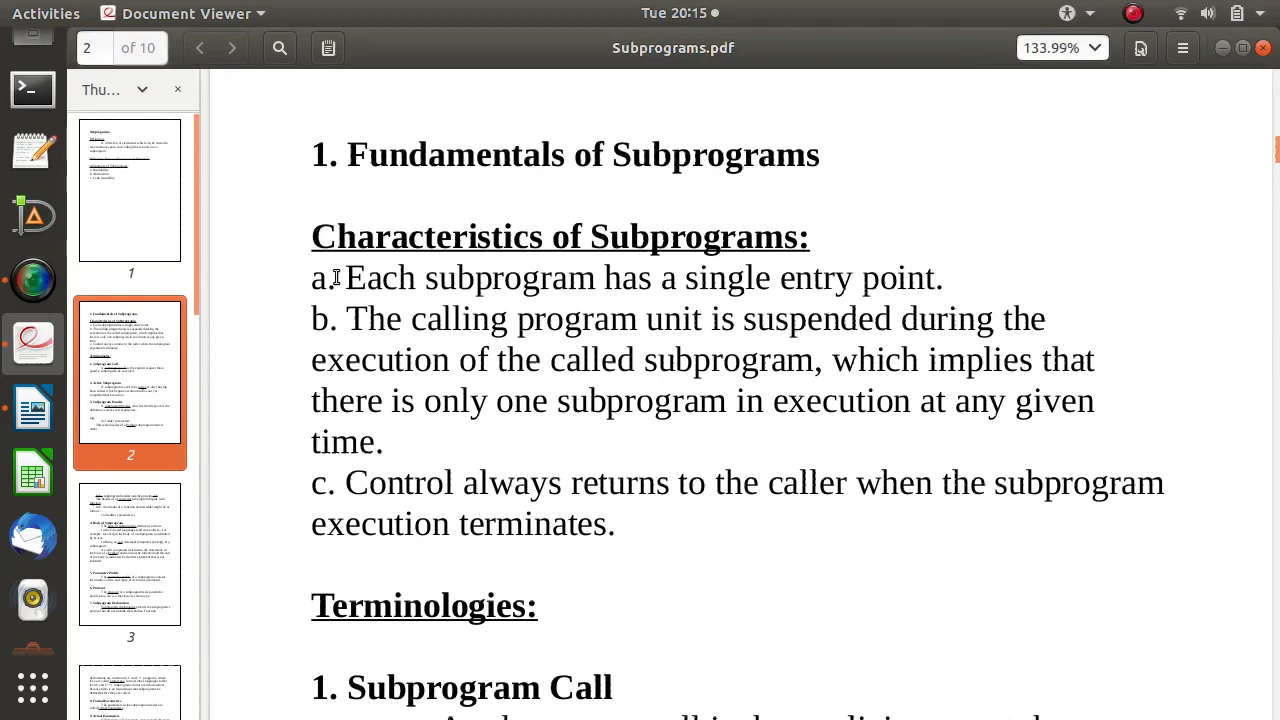 Activities Document Viewer Tue 20:15
2 of 10 Subprograms.pdf 133.99%
Thu...
1
2
3
1. Fundamentals of Subprograms
Characteristics of Subprograms:
a. Each subprogram has a single entry point.
b. The calling program unit is suspended during the
execution of the called subprogram, which implies that
there is only one subprogram in execution at any given
time.
c. Control always returns to the caller when the subprogram
execution terminates.
Terminologies:
1. Subprogram Call